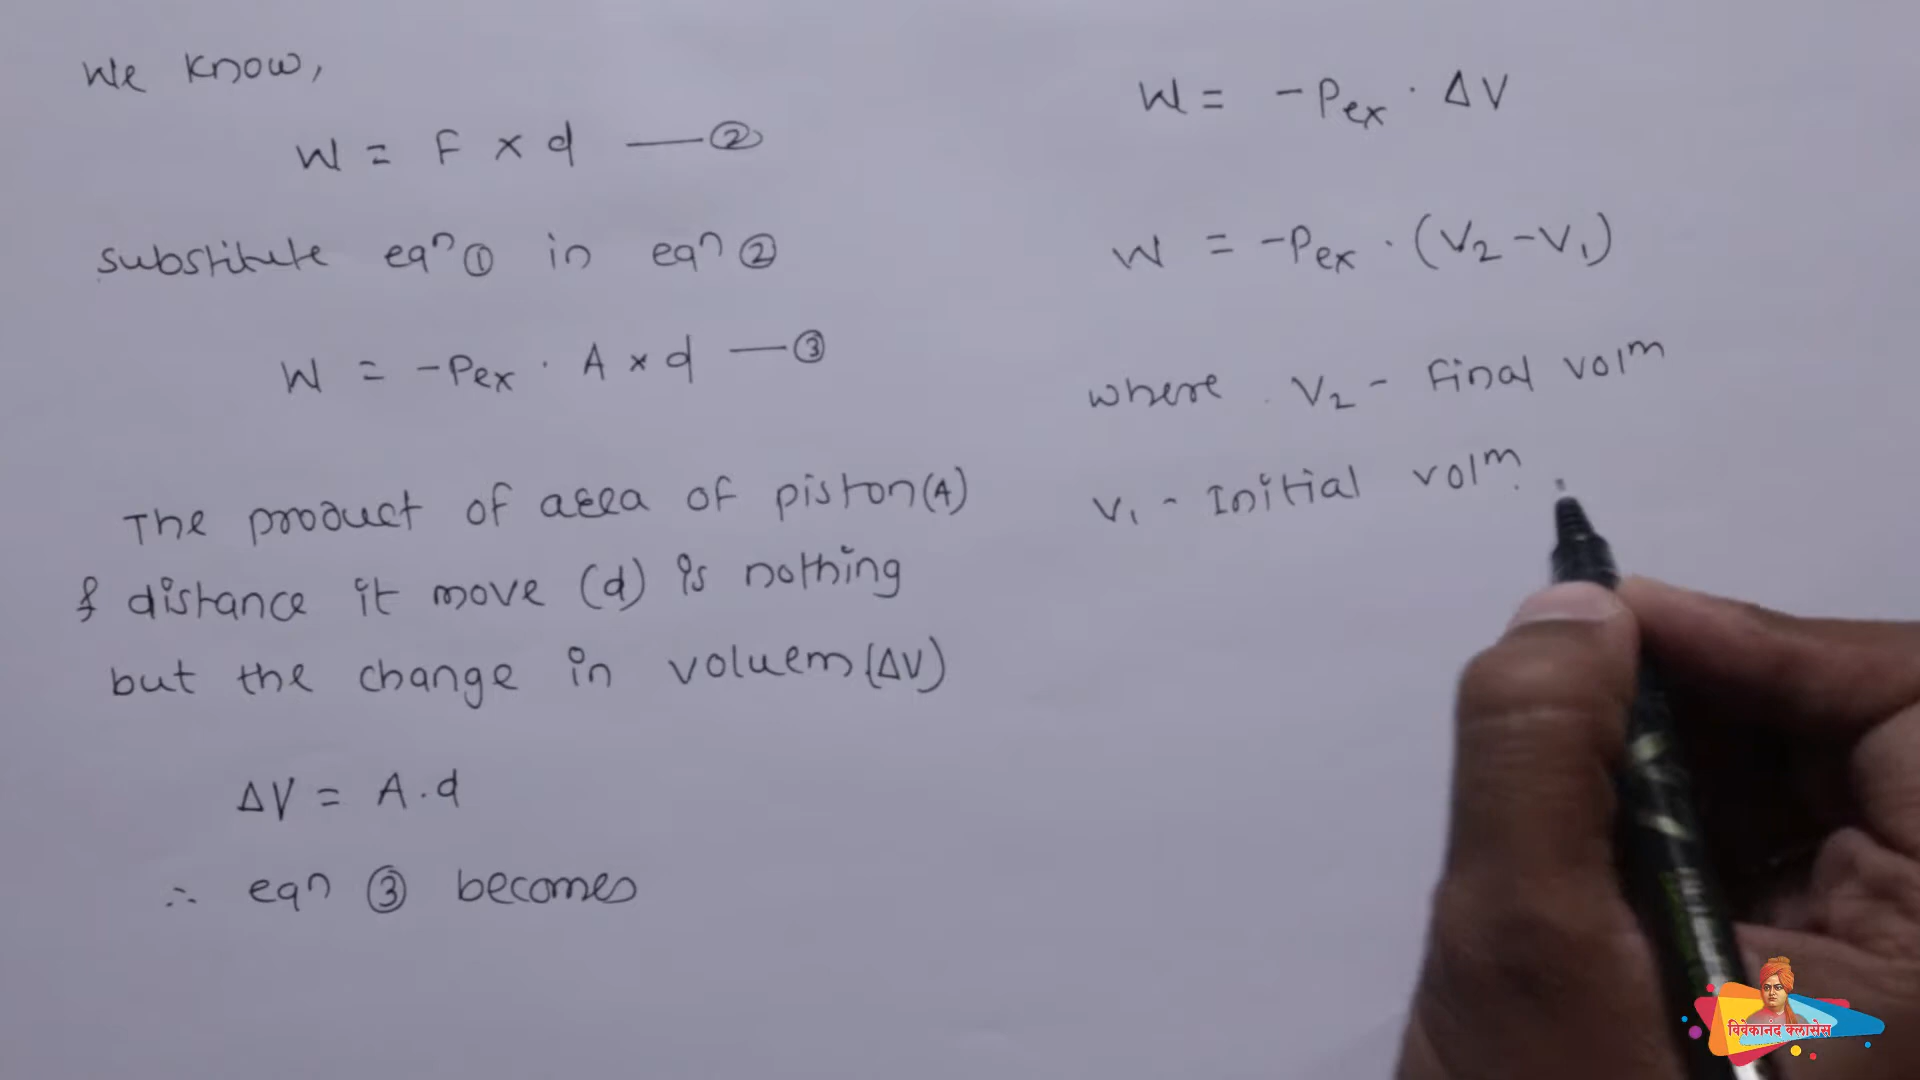 We know,
W = F × d —②
substitute eqn ① in eqn ②
W = -Pex · A × d —③
The product of area of piston(A)
& distance it move (d) is nothing
but the change in voluem(ΔV)
ΔV = A.d
∴ eqn ③ becomes
W = -Pex · ΔV
W = -Pex · (V2-V1)
where V2 - Final volm
V1 - Initial volm.
विवेकानंद क्लासेस